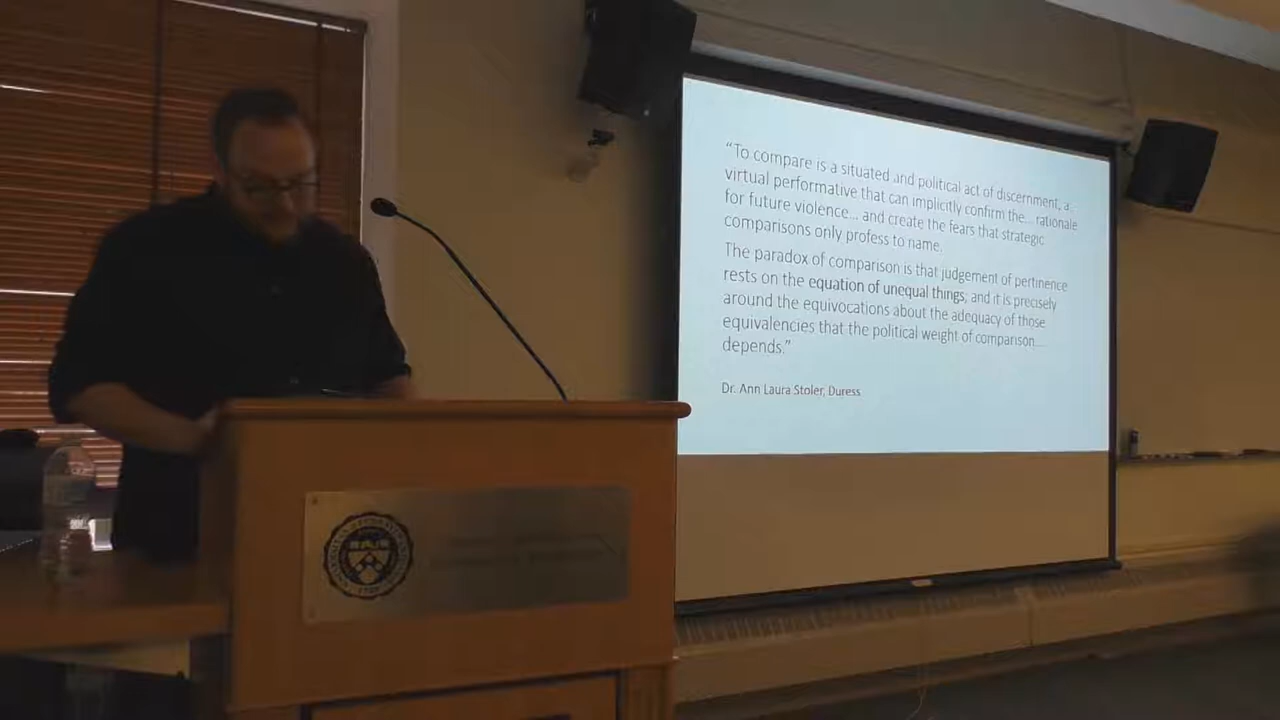 “To compare is a situated and political act of discernment, a...
virtual performative that can implicitly confirm the... rationale
for future violence... and create the fears that strategic
comparisons only profess to name.
The paradox of comparison is that judgement of pertinence
rests on the equation of unequal things, and it is precisely
around the equivocations about the adequacy of those
equivalencies that the political weight of comparison...
depends.”
Dr. Ann Laura Stoler, Duress